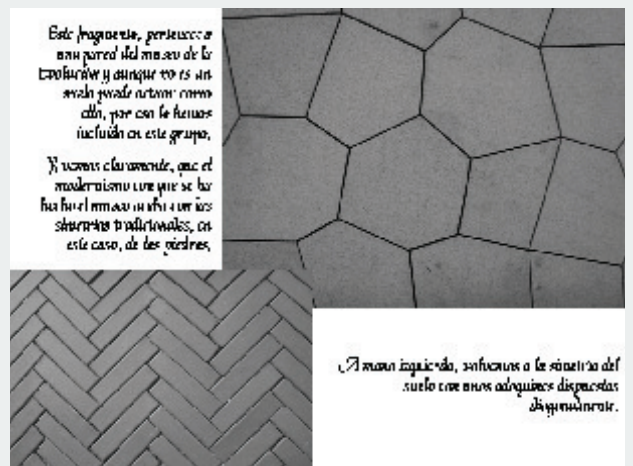 Este fragmento, pertenece a
una pared del museo de la
Evolución y aunque no es un
suelo puede actuar como
ello, por eso lo hemos
incluido en este grupo.
Y vemos claramente, que el
modernismo con que se ha
hecho el museo acaba con las
simetrías tradicionales, en
este caso, de las piedras.
A mano izquierda, volvemos a la simetría del
suelo con unos adoquines dispuestos
diagonalmente.